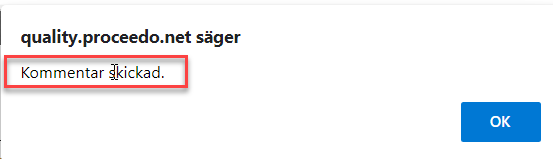 quality.proceedo.net säger
Kommentar skickad.
OK